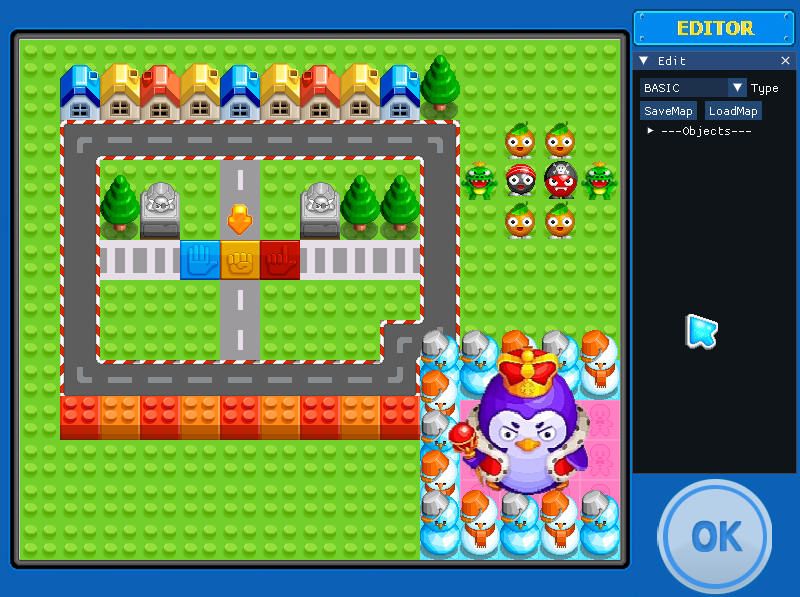 EDITOR
Edit
BASIC Type
SaveMap LoadMap
---Objects---
OK